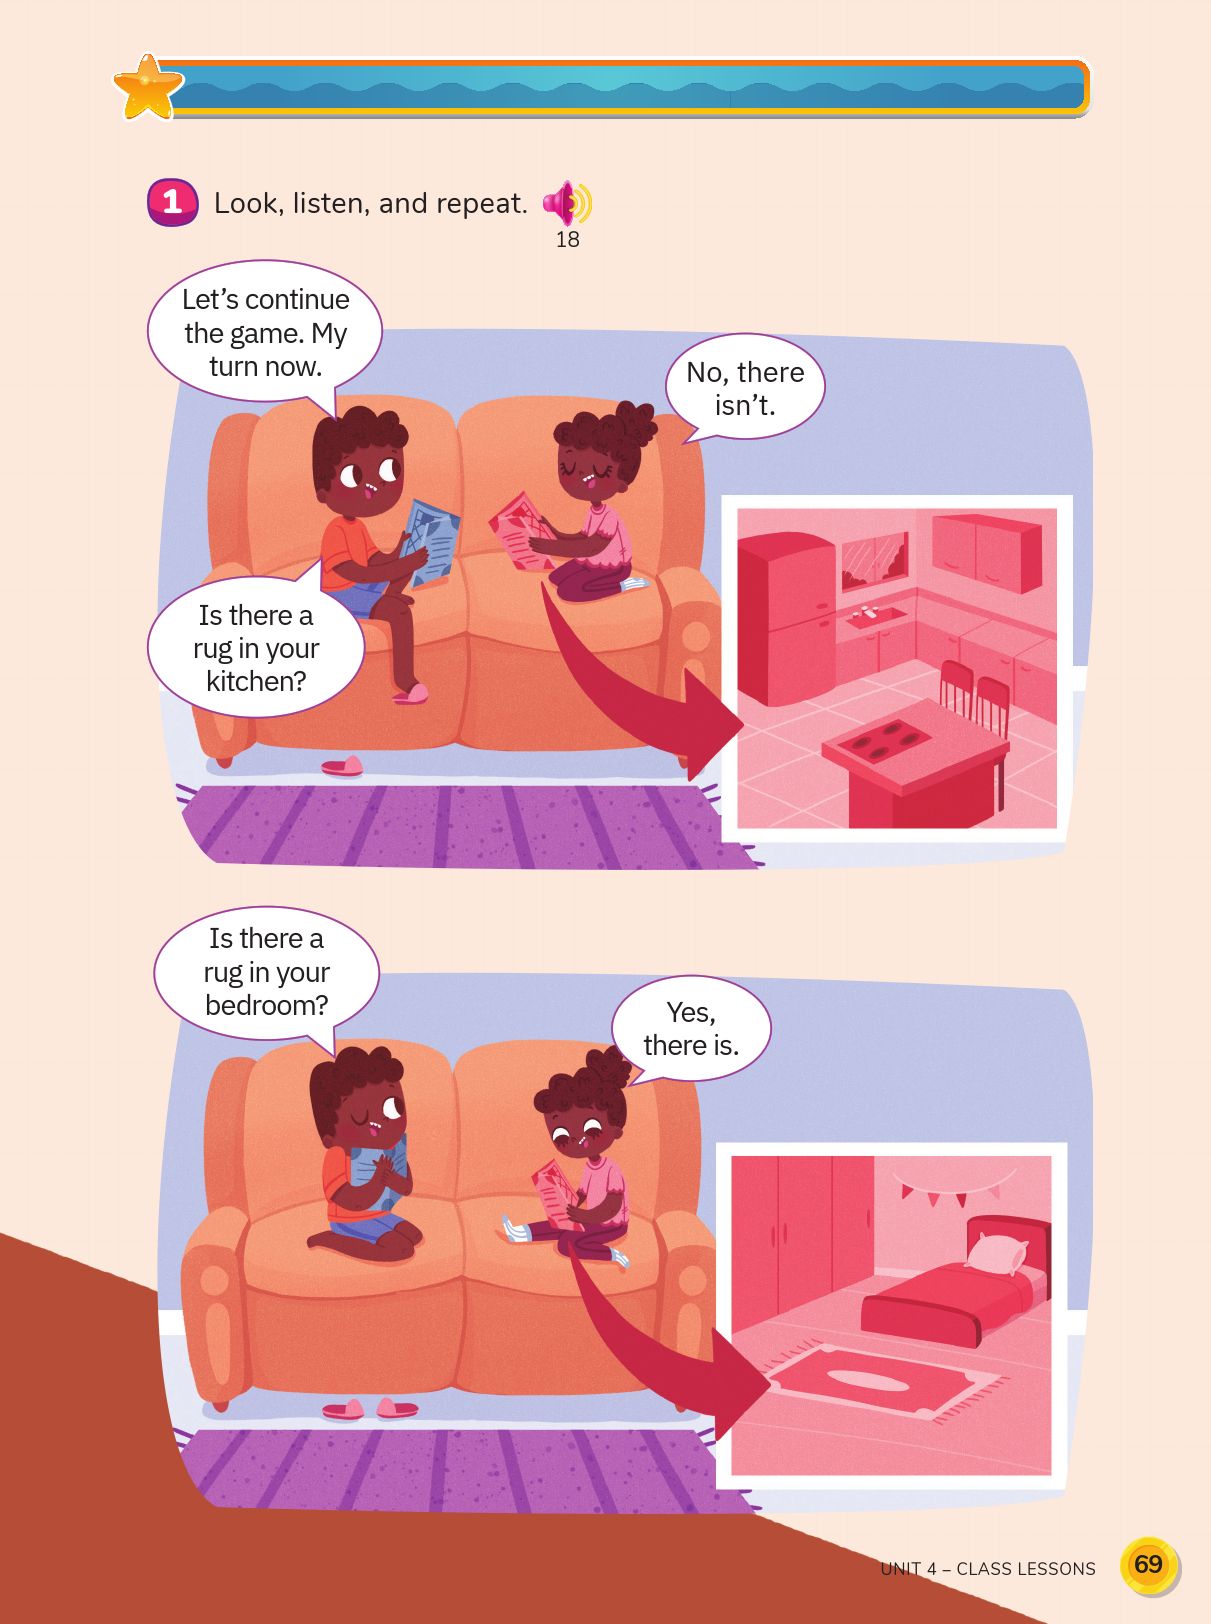 1 Look, listen, and repeat.
18
Let's continue
the game. My
turn now.
No, there
isn't.
Is there a
rug in your
kitchen?
Is there a
rug in your
bedroom?
Yes,
there is.
UNIT 4 – CLASS LESSONS 69